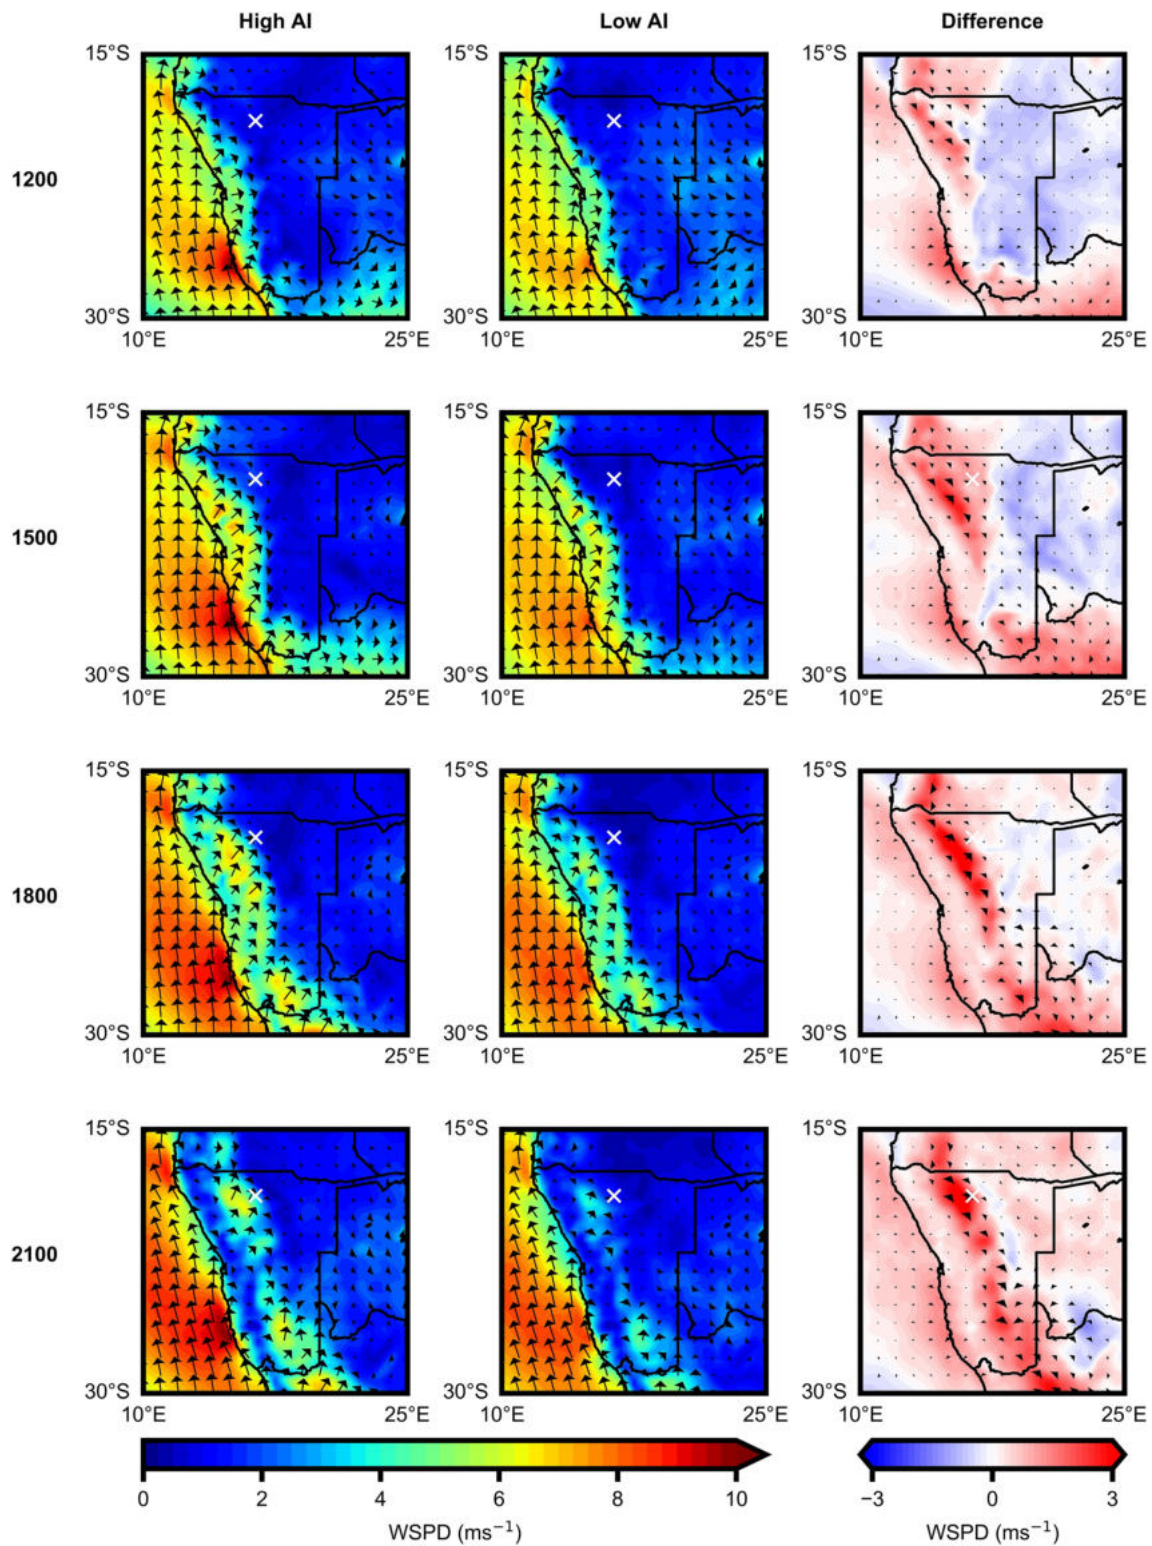 High AI Low AI Difference
15°S 15°S 15°S
1200
30°S 30°S 30°S
10°E 25°E 10°E 25°E 10°E 25°E
15°S 15°S 15°S
1500
30°S 30°S 30°S
10°E 25°E 10°E 25°E 10°E 25°E
15°S 15°S 15°S
1800
30°S 30°S 30°S
10°E 25°E 10°E 25°E 10°E 25°E
15°S 15°S 15°S
2100
30°S 30°S 30°S
10°E 25°E 10°E 25°E 10°E 25°E
0 2 4 6 8 10 −3 0 3
WSPD (ms⁻¹) WSPD (ms⁻¹)